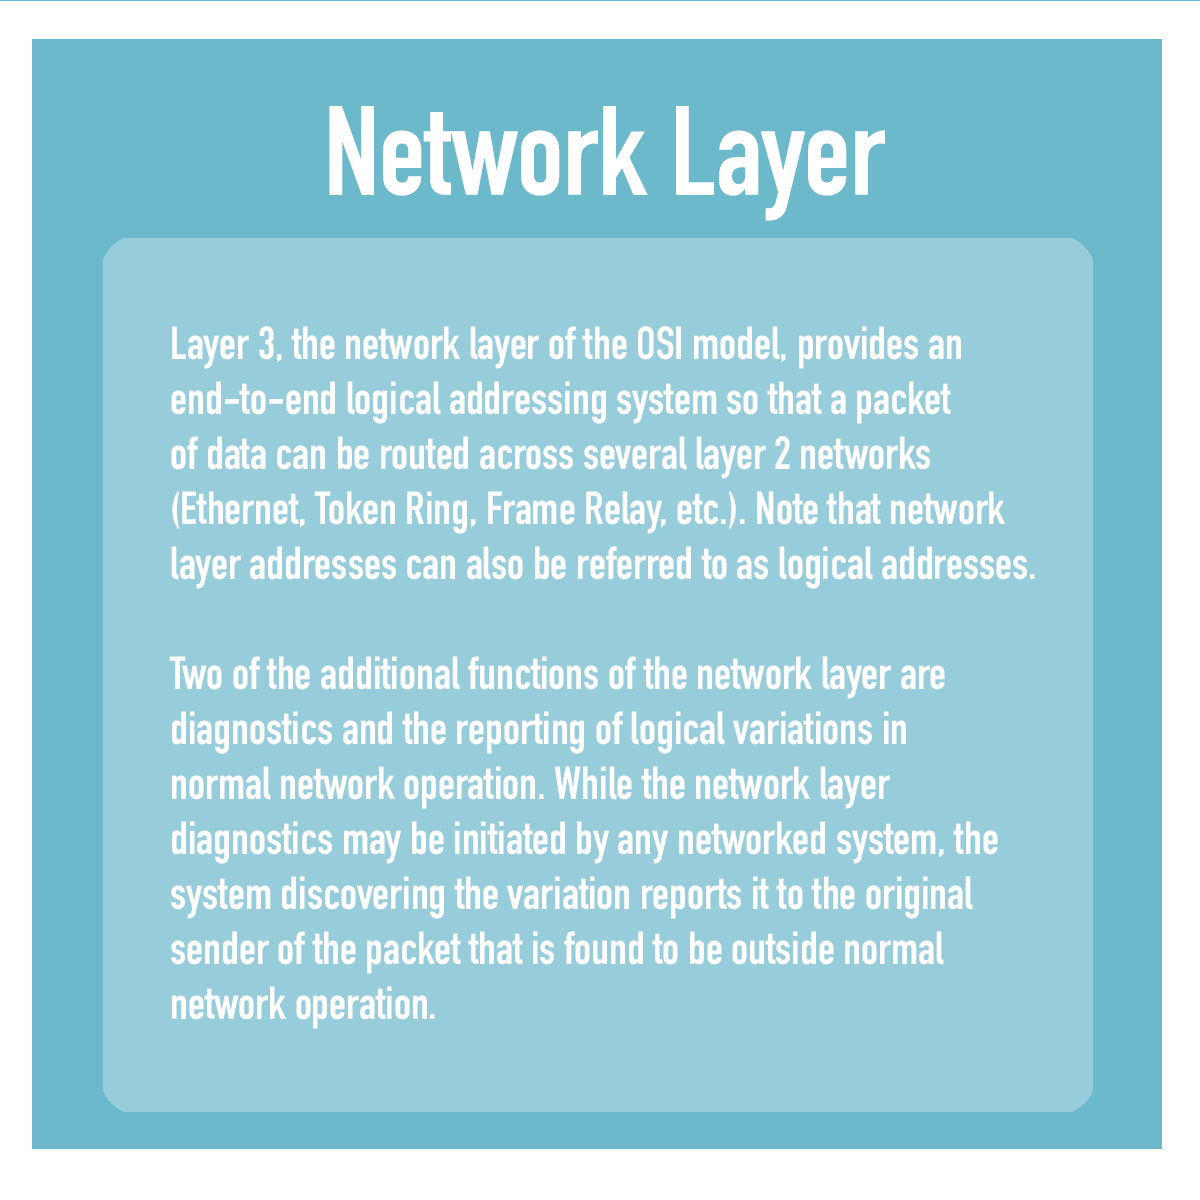 Network Layer
Layer 3, the network layer of the OSI model, provides an
end-to-end logical addressing system so that a packet
of data can be routed across several layer 2 networks
(Ethernet, Token Ring, Frame Relay, etc.). Note that network
layer addresses can also be referred to as logical addresses.
Two of the additional functions of the network layer are
diagnostics and the reporting of logical variations in
normal network operation. While the network layer
diagnostics may be initiated by any networked system, the
system discovering the variation reports it to the original
sender of the packet that is found to be outside normal
network operation.